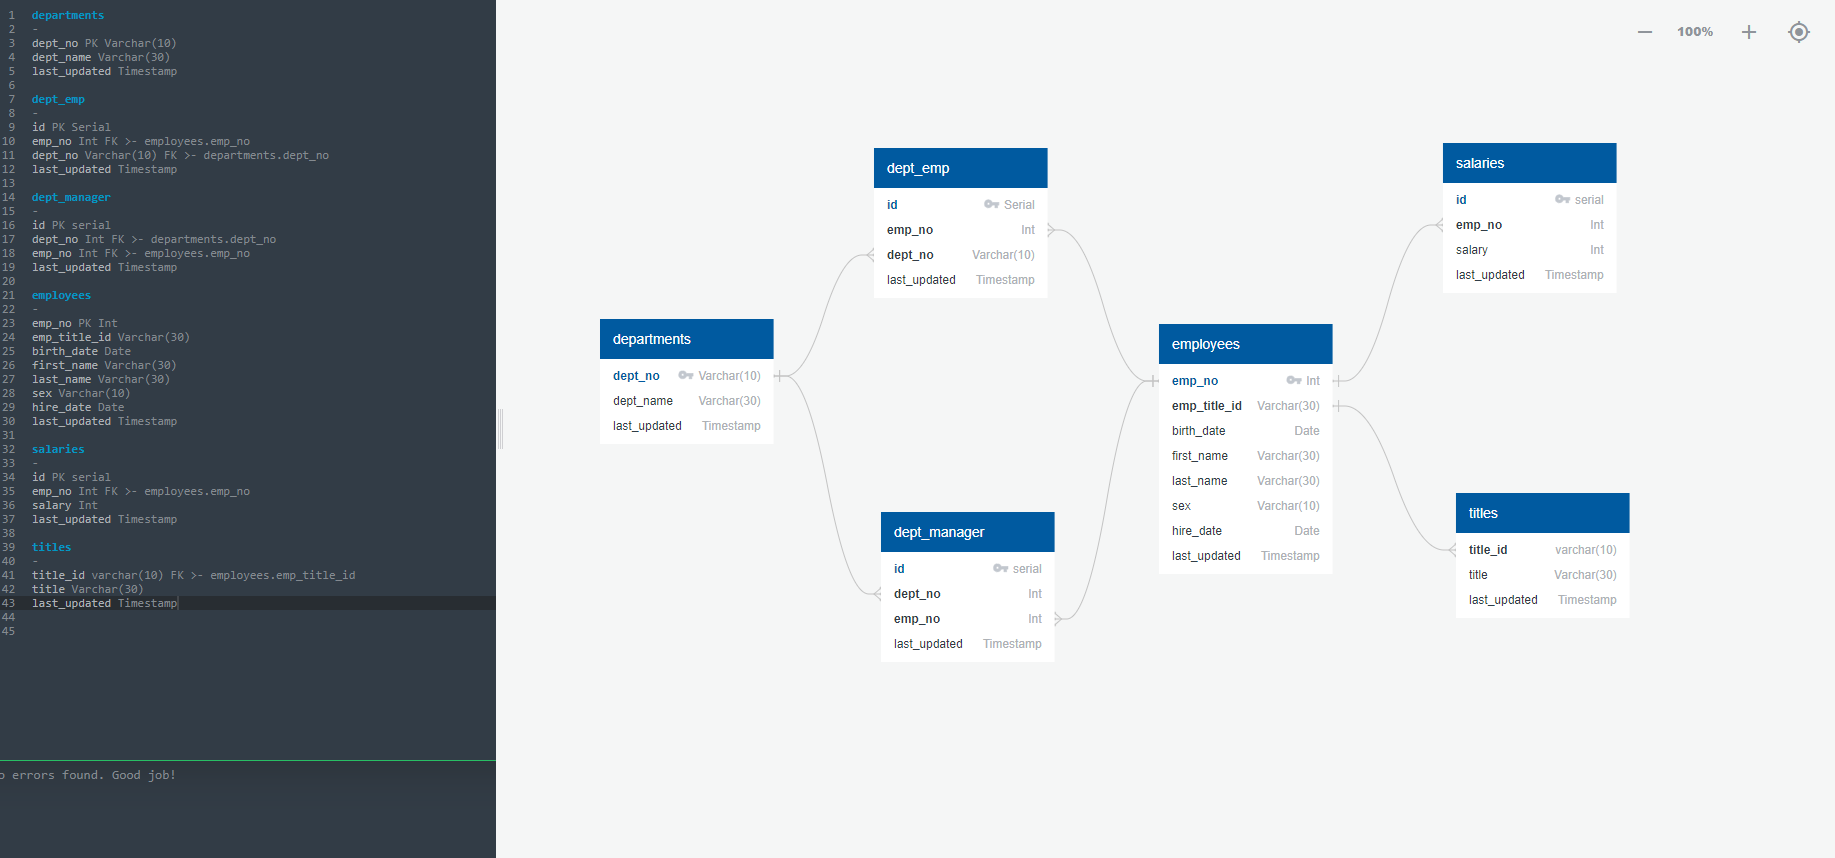 1 departments
2 -
3 dept_no PK Varchar(10)
4 dept_name Varchar(30)
5 last_updated Timestamp
6
7 dept_emp
8 -
9 id PK Serial
10 emp_no Int FK >- employees.emp_no
11 dept_no Varchar(10) FK >- departments.dept_no
12 last_updated Timestamp
13
14 dept_manager
15 -
16 id PK serial
17 dept_no Int FK >- departments.dept_no
18 emp_no Int FK >- employees.emp_no
19 last_updated Timestamp
20
21 employees
22 -
23 emp_no PK Int
24 emp_title_id Varchar(30)
25 birth_date Date
26 first_name Varchar(30)
27 last_name Varchar(30)
28 sex Varchar(10)
29 hire_date Date
30 last_updated Timestamp
31
32 salaries
33 -
34 id PK serial
35 emp_no Int FK >- employees.emp_no
36 salary Int
37 last_updated Timestamp
38
39 titles
40 -
41 title_id varchar(10) FK >- employees.emp_title_id
42 title Varchar(30)
43 last_updated Timestamp
44
45
o errors found. Good job!
100%
departments
dept_no Varchar(10)
dept_name Varchar(30)
last_updated Timestamp
dept_emp
id Serial
emp_no Int
dept_no Varchar(10)
last_updated Timestamp
dept_manager
id serial
dept_no Int
emp_no Int
last_updated Timestamp
employees
emp_no Int
emp_title_id Varchar(30)
birth_date Date
first_name Varchar(30)
last_name Varchar(30)
sex Varchar(10)
hire_date Date
last_updated Timestamp
salaries
id serial
emp_no Int
salary Int
last_updated Timestamp
titles
title_id varchar(10)
title Varchar(30)
last_updated Timestamp